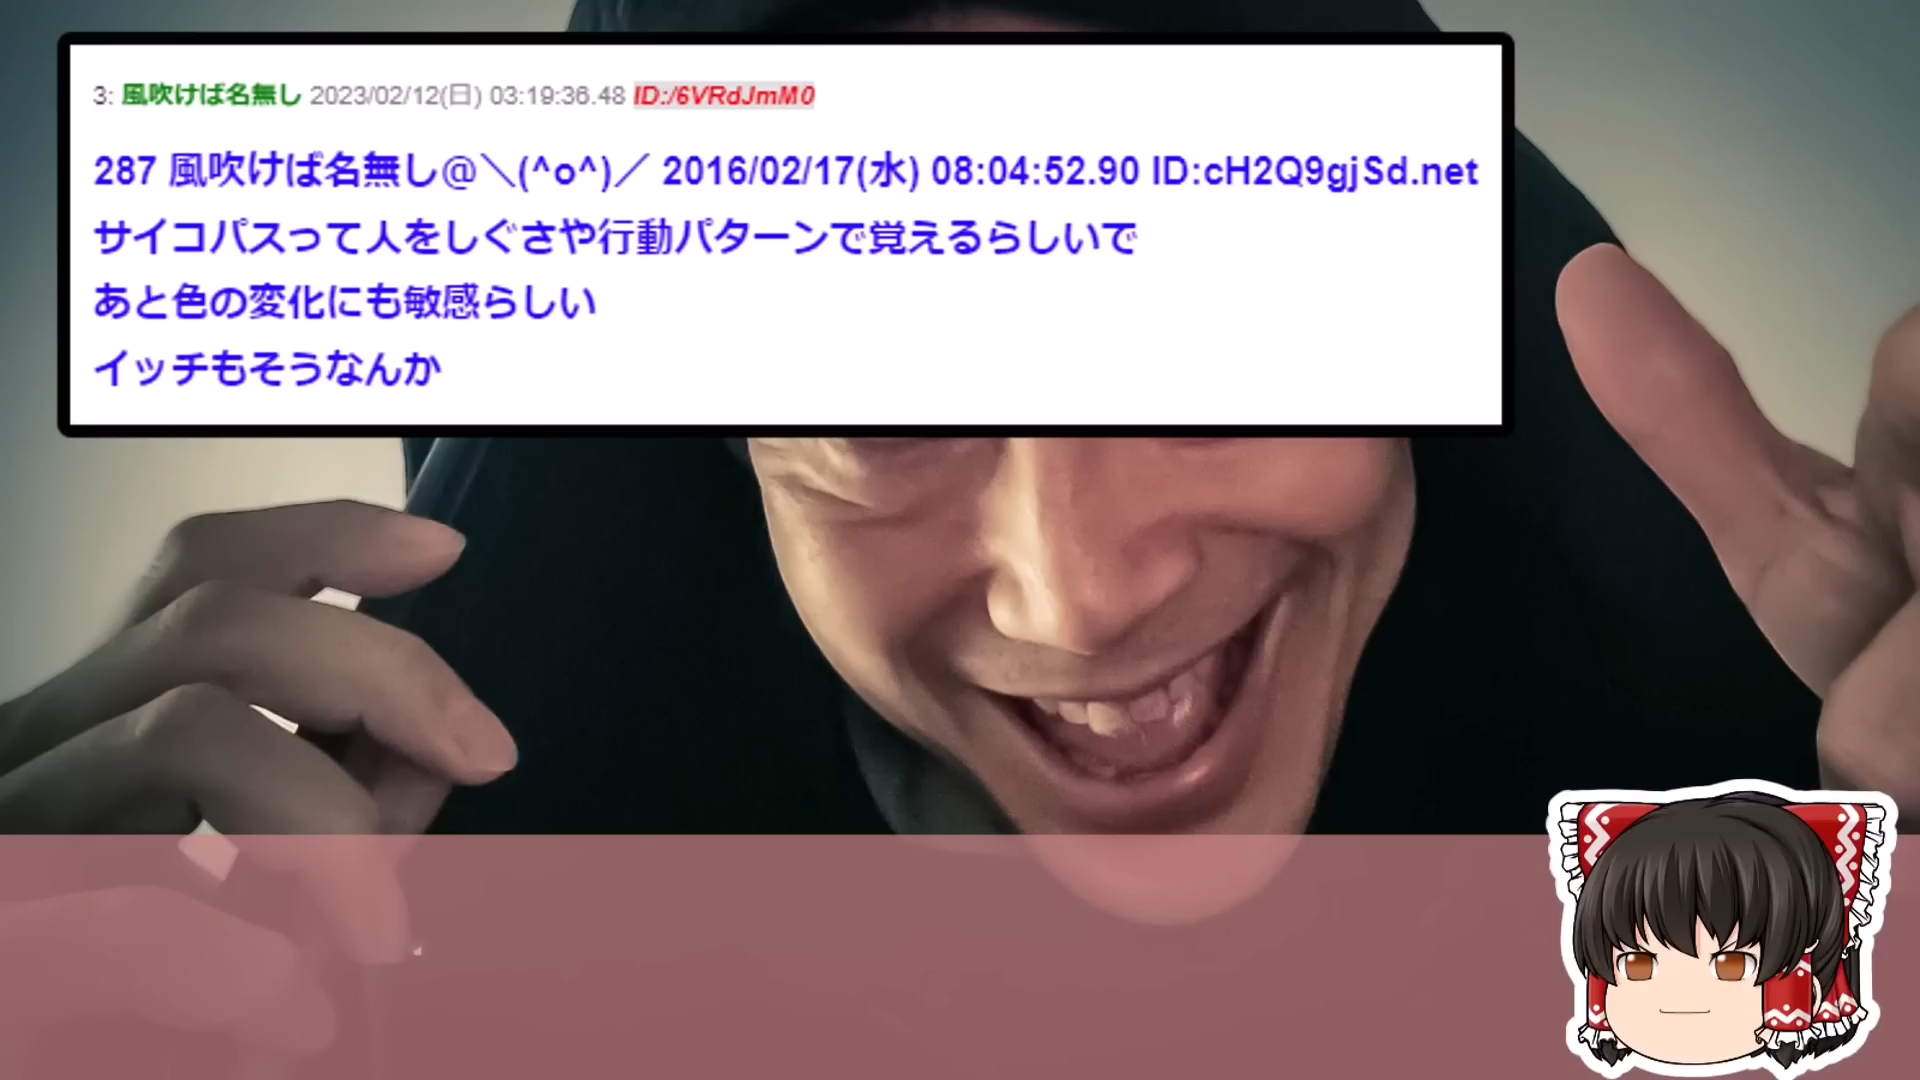 3: 風吹けば名無し 2023/02/12(日) 03:19:36.48 ID:/6VRdJmM0
287 風吹けば名無し@＼(^o^)／ 2016/02/17(水) 08:04:52.90 ID:cH2Q9gjSd.net
サイコパスって人をしぐさや行動パターンで覚えるらしいで
あと色の変化にも敏感らしい
イッチもそうなんか